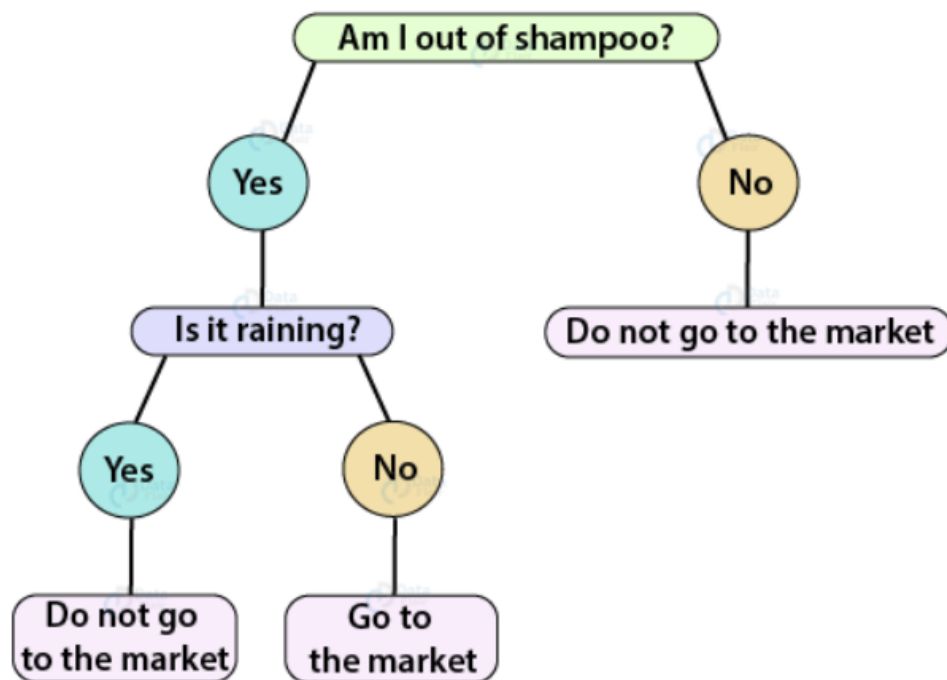 Am I out of shampoo?
Yes
No
Is it raining?
Do not go to the market
Yes
No
Do not go
to the market
Go to
the market